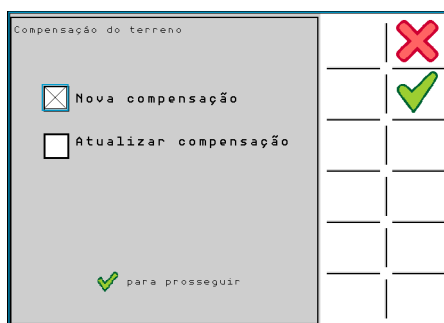 Compensação do terreno
Nova compensação
Atualizar compensação
para prosseguir